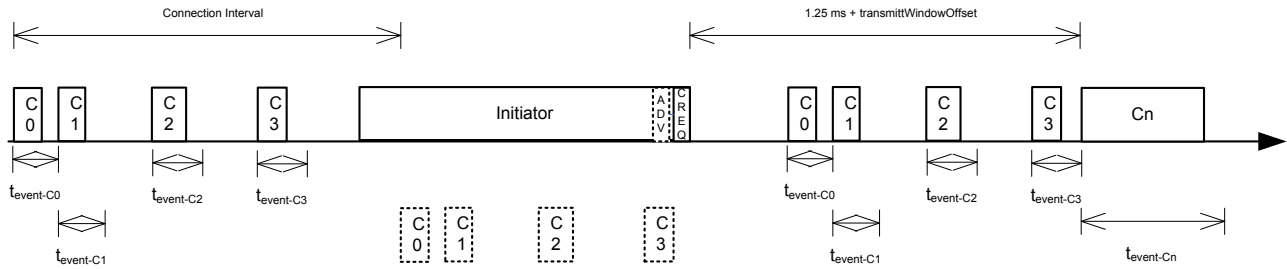 Connection Interval
1.25 ms + transmittWindowOffset
C
0
C
1
C
2
C
3
Initiator
A
D
V
C
R
E
Q
C
0
C
1
C
2
C
3
Cn
tevent-C0
tevent-C2
tevent-C3
tevent-C0
tevent-C2
tevent-C3
C
0
C
1
C
2
C
3
tevent-C1
tevent-C1
tevent-Cn